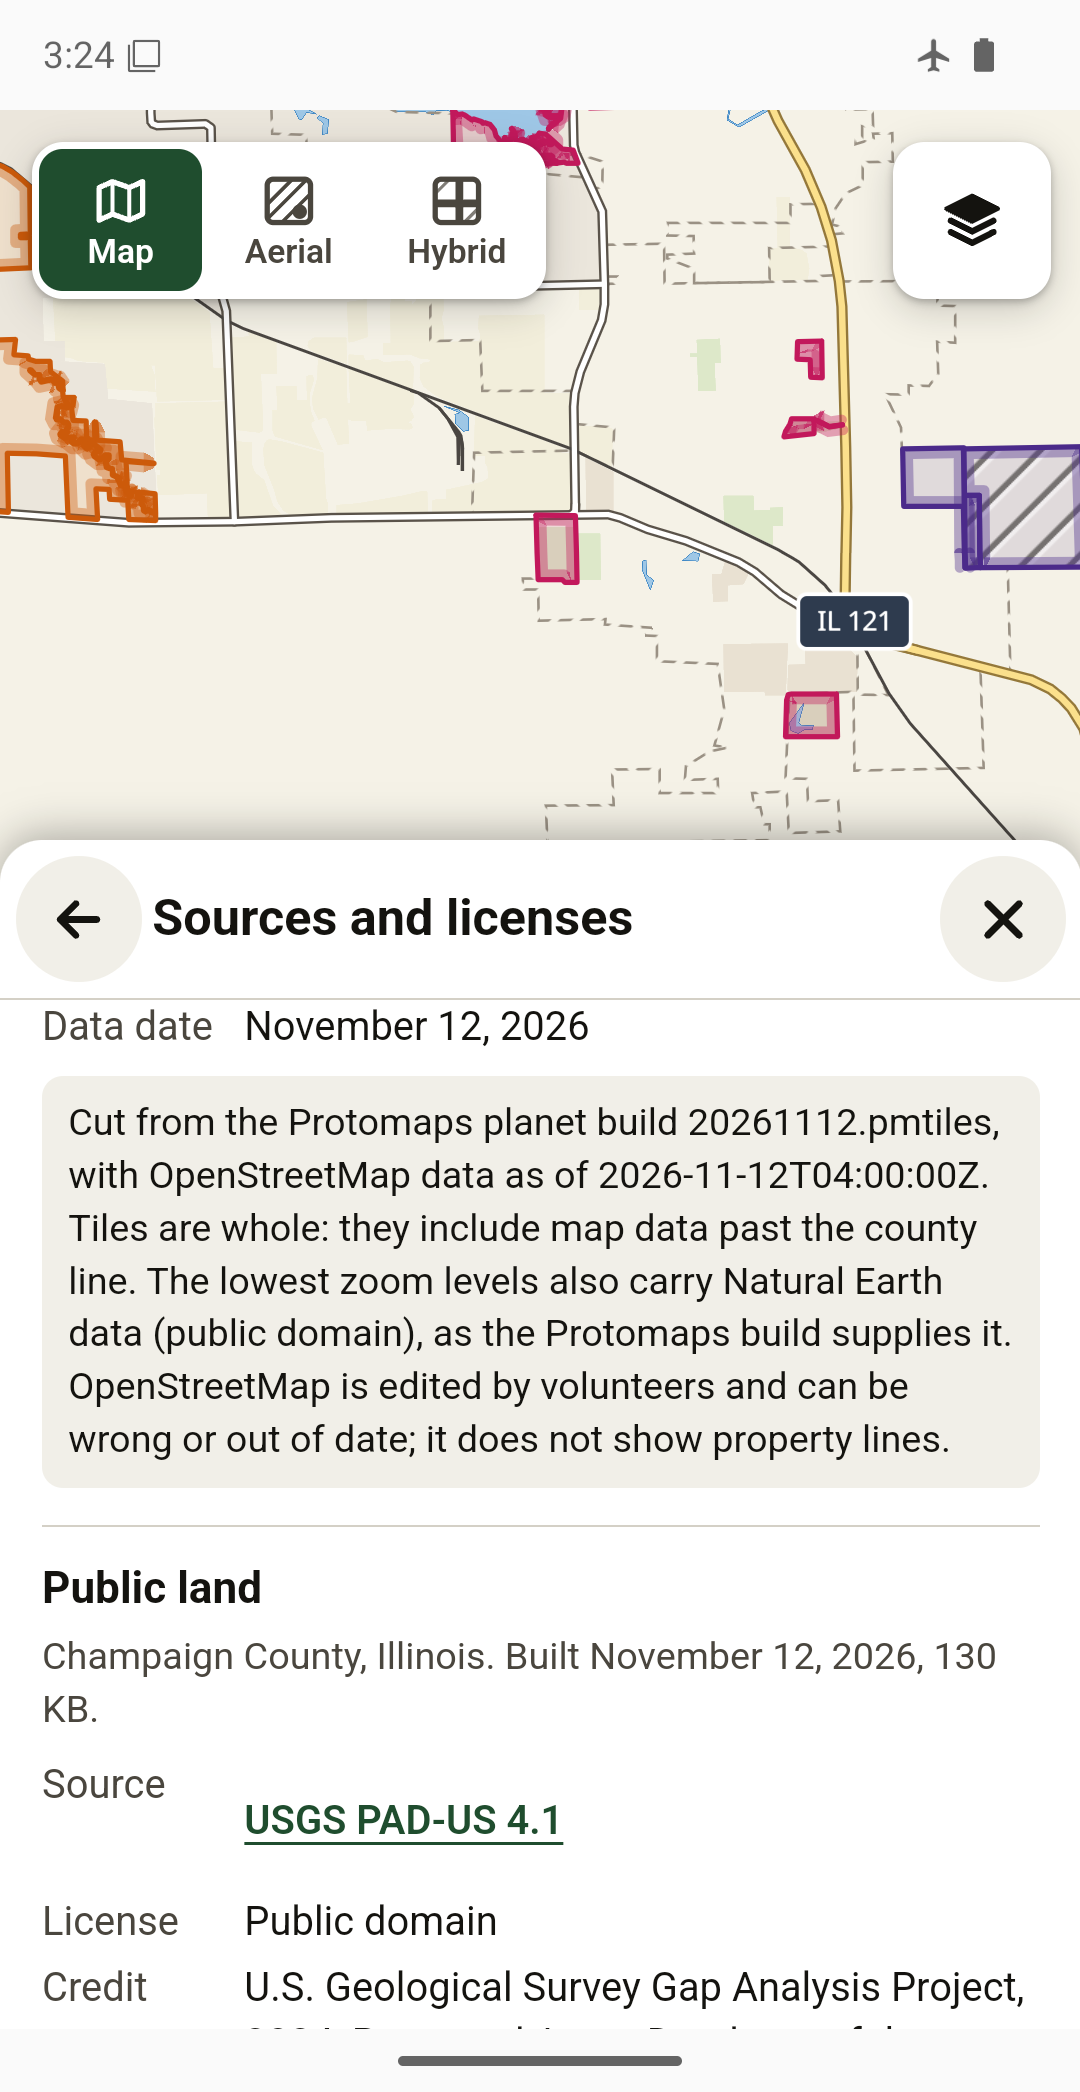 3:24
Map
Aerial
Hybrid
IL 121
Sources and licenses
Data date November 12, 2026
Cut from the Protomaps planet build 20261112.pmtiles,
with OpenStreetMap data as of 2026-11-12T04:00:00Z.
Tiles are whole: they include map data past the county
line. The lowest zoom levels also carry Natural Earth
data (public domain), as the Protomaps build supplies it.
OpenStreetMap is edited by volunteers and can be
wrong or out of date; it does not show property lines.
Public land
Champaign County, Illinois. Built November 12, 2026, 130
KB.
Source
USGS PAD-US 4.1
License Public domain
Credit U.S. Geological Survey Gap Analysis Project,